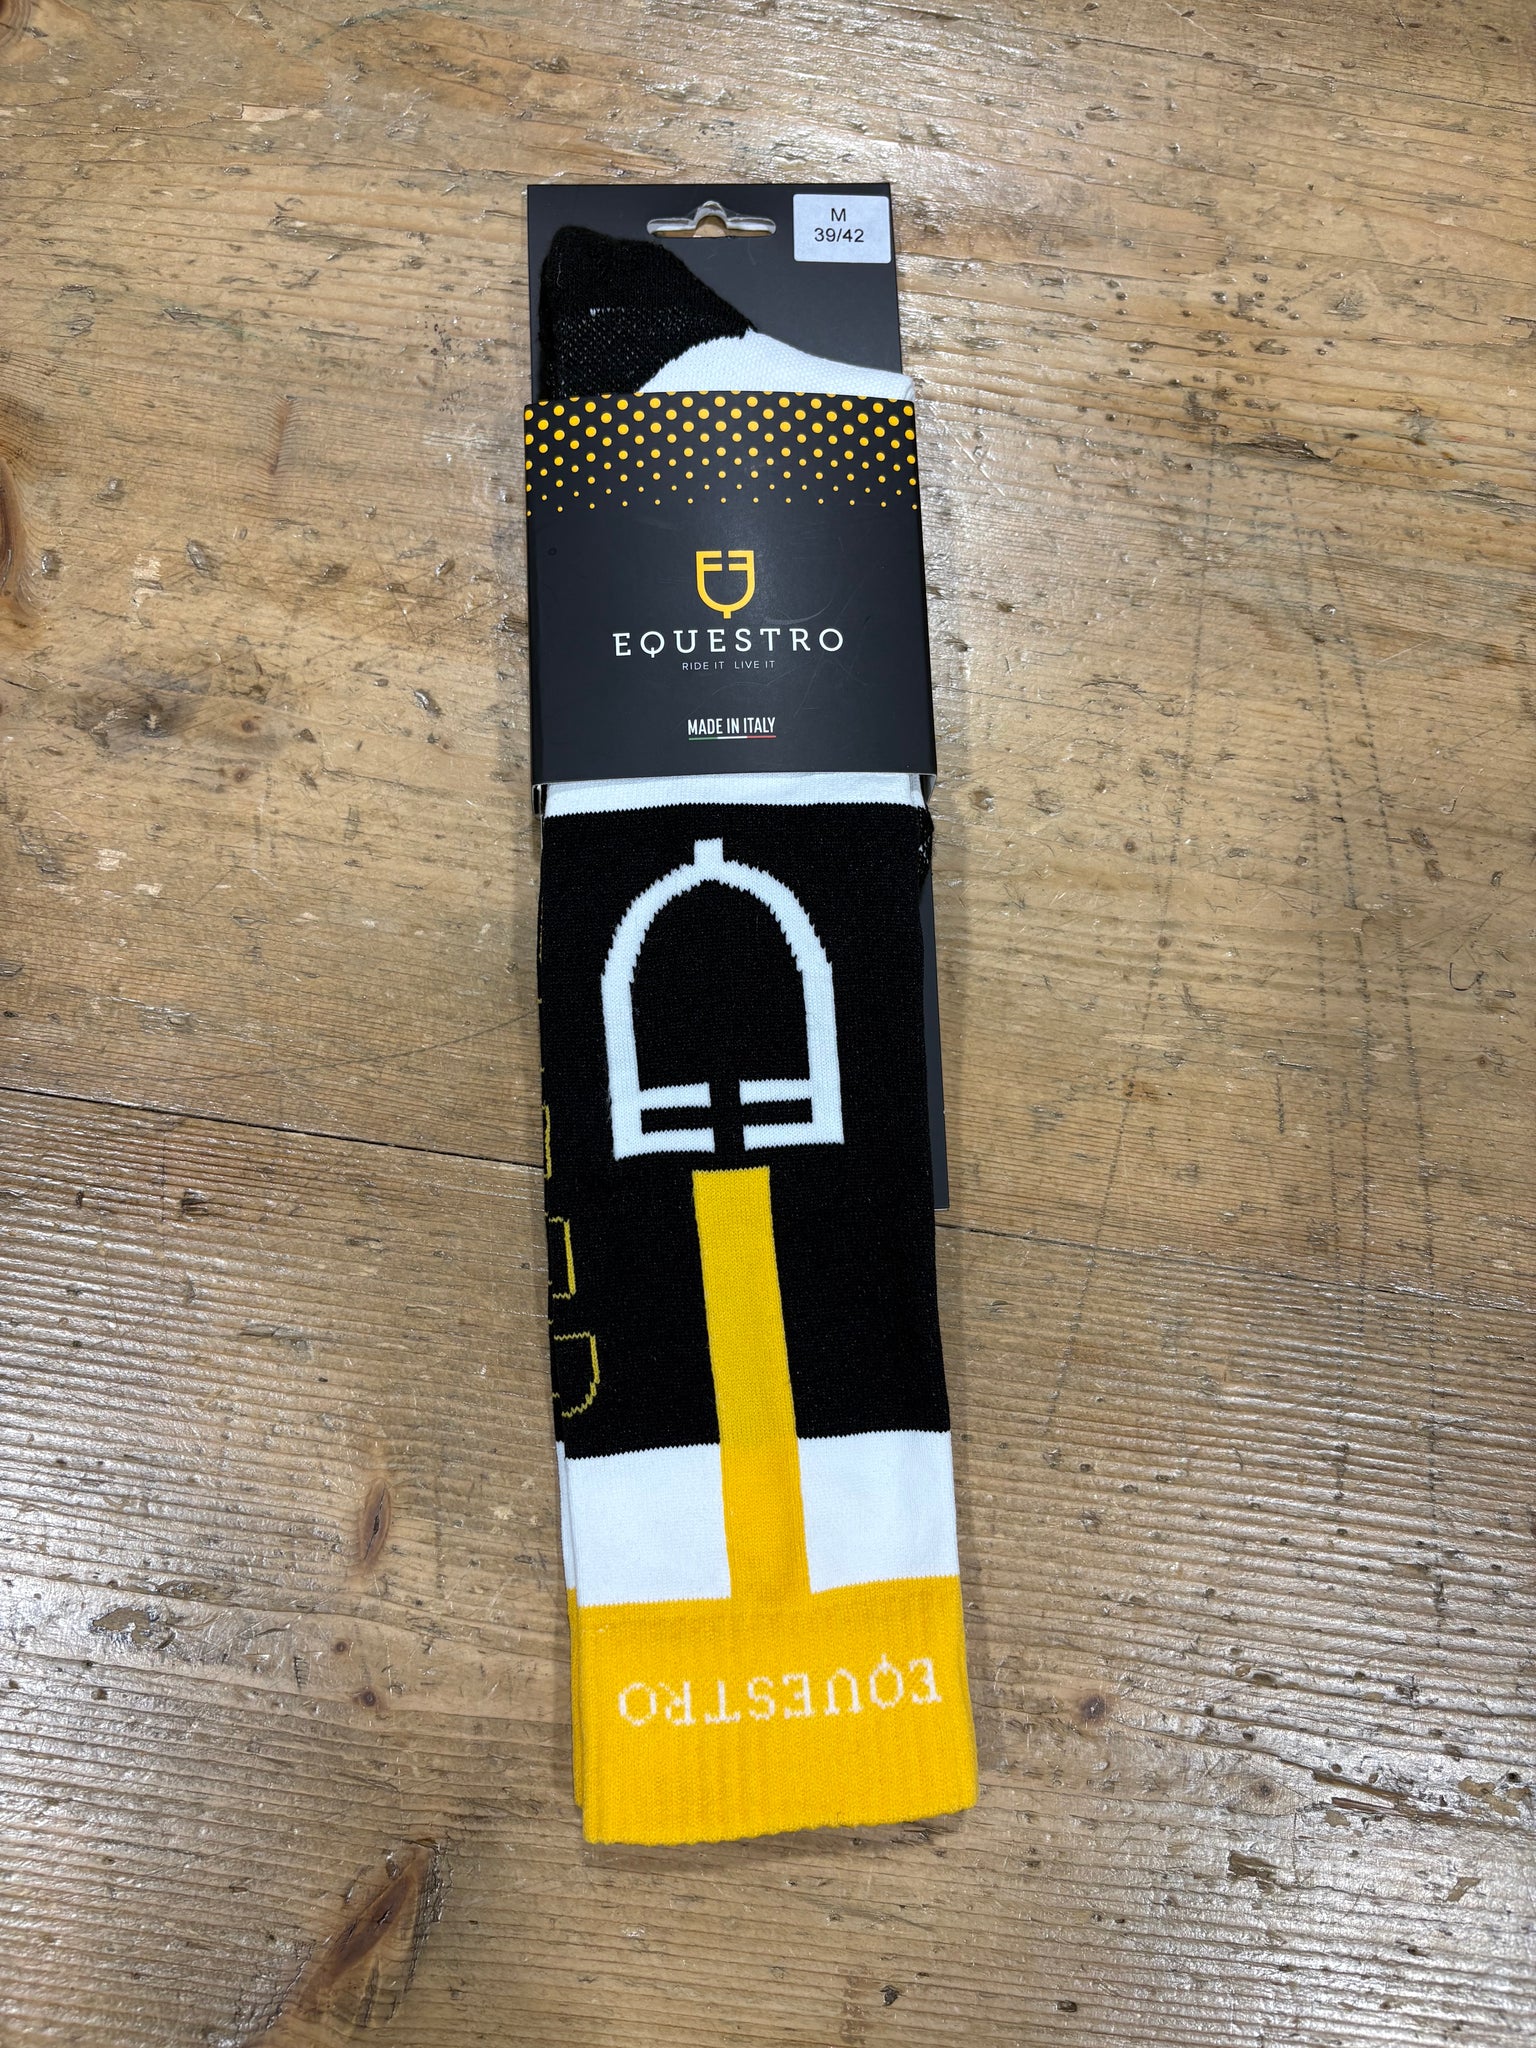 M
39/42
EQUESTRO
RIDE IT LIVE IT
MADE IN ITALY
EQUESTRO